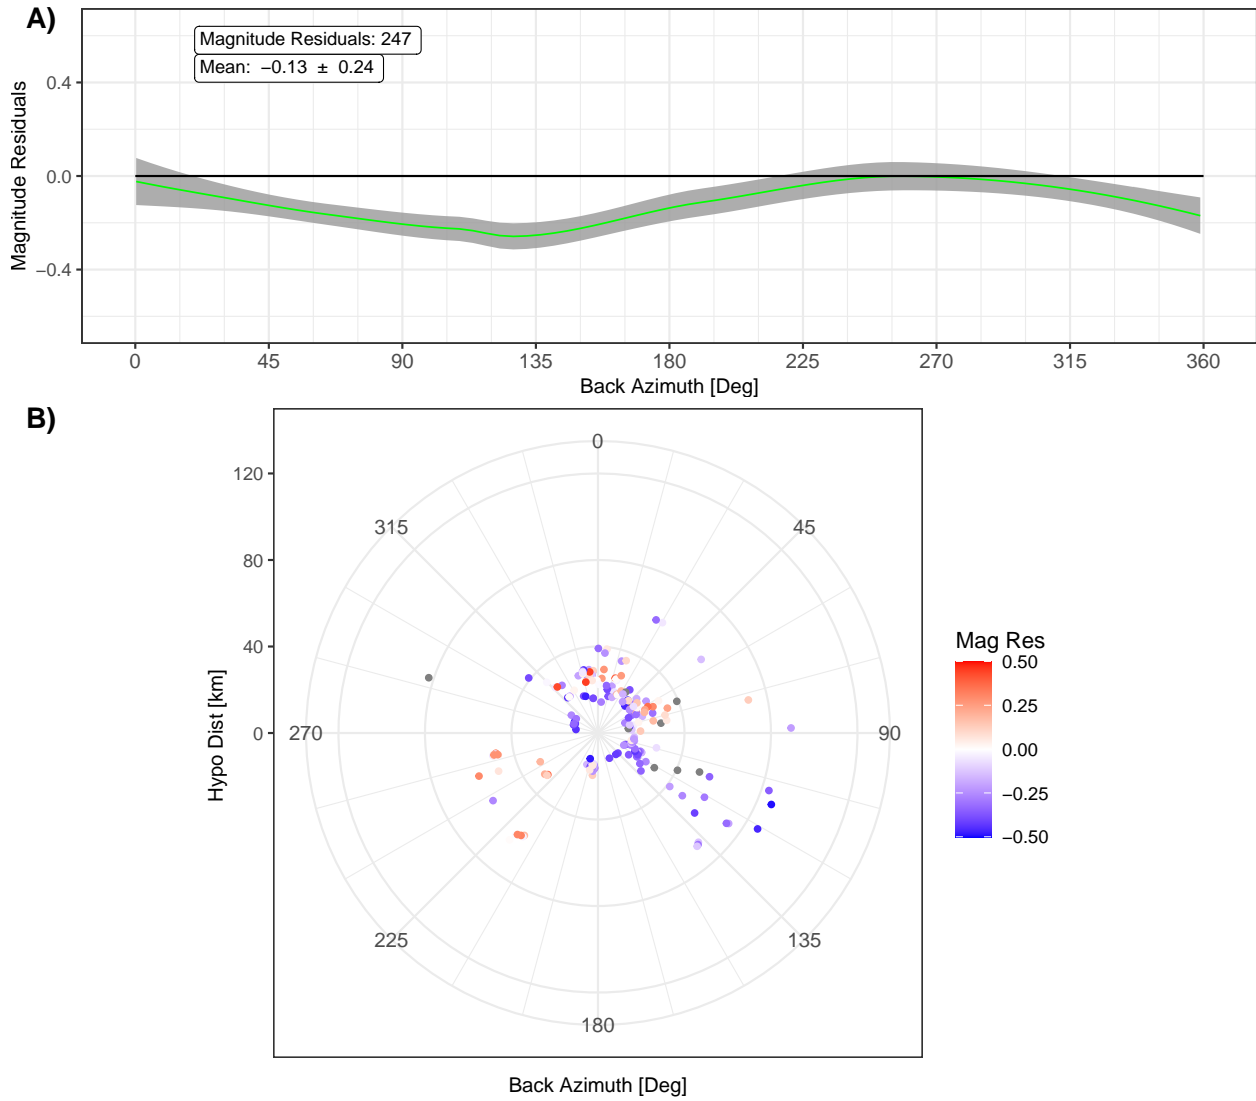 A)
Magnitude Residuals: 247
Mean:  −0.13  ±  0.24
Magnitude Residuals
0.4
0.0
−0.4
0 45 90 135 180 225 270 315 360
Back Azimuth [Deg]
B)
Hypo Dist [km]
120
80
40
0
0
45
90
135
180
225
270
315
Back Azimuth [Deg]
Mag Res
0.50
0.25
0.00
−0.25
−0.50